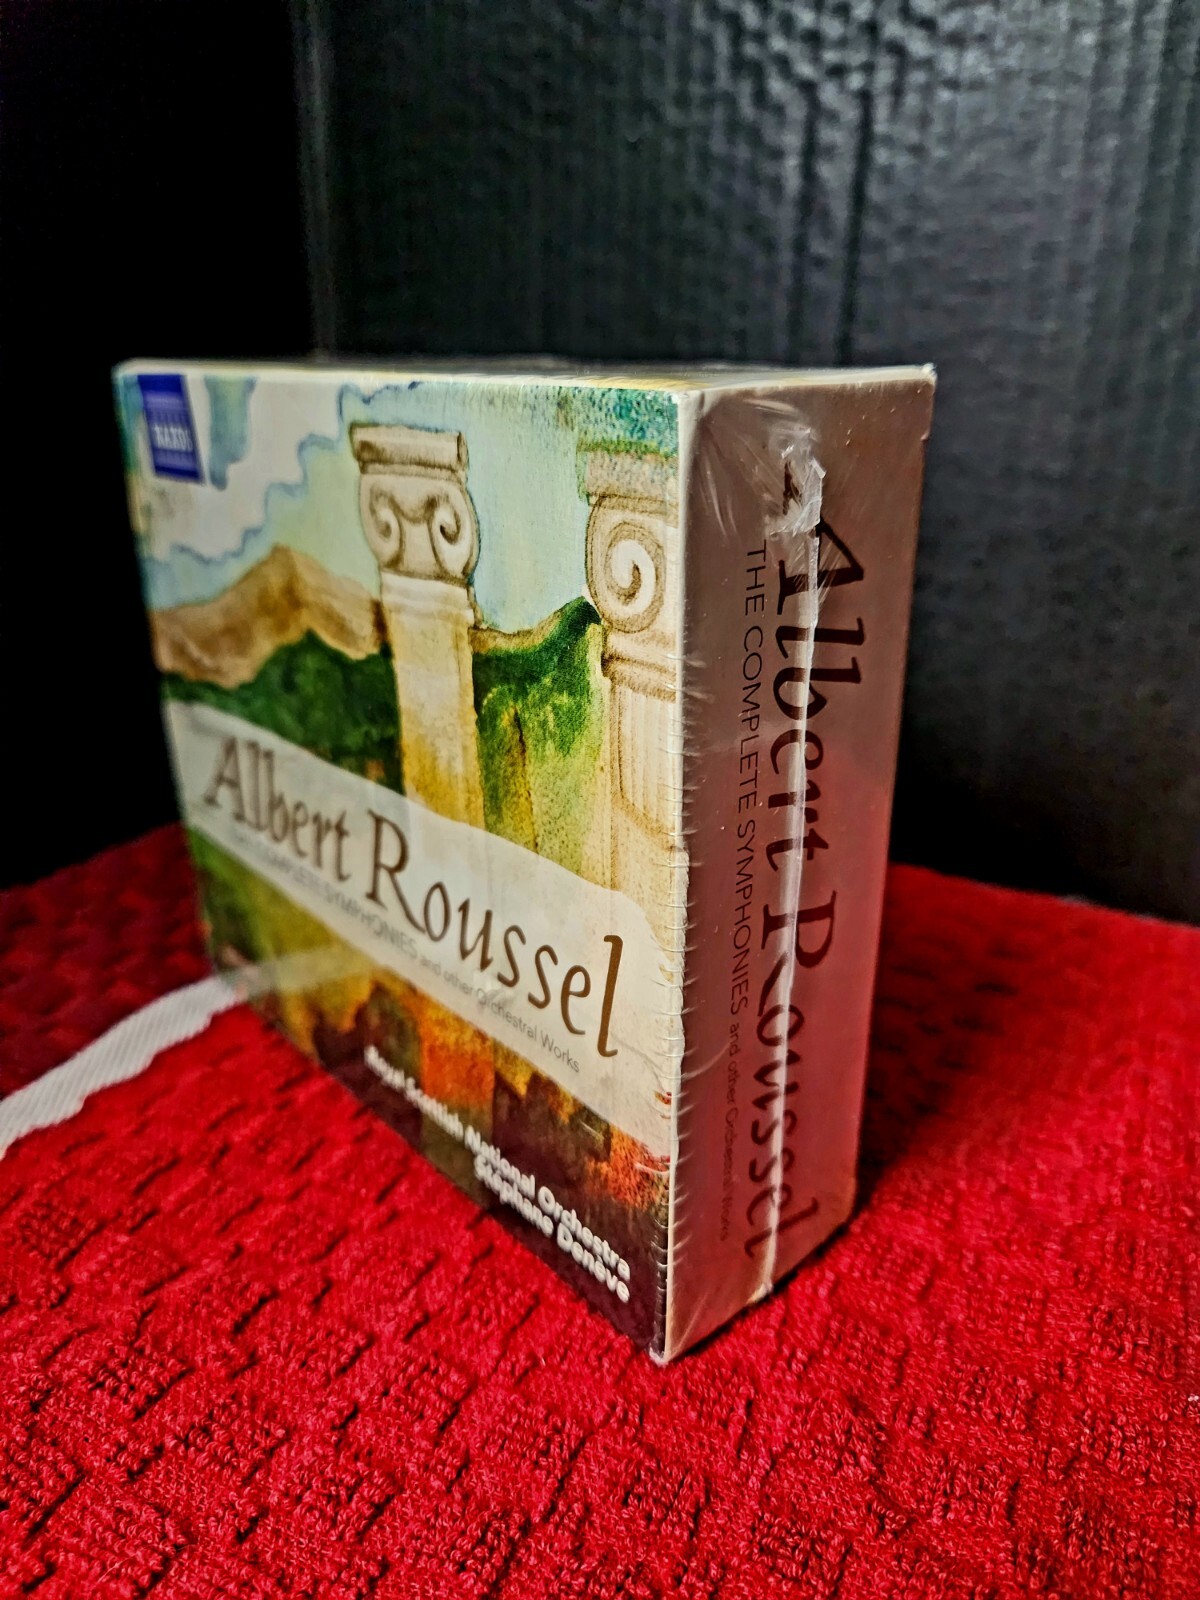 NAXOS
Albert Roussel
THE COMPLETE SYMPHONIES and other Orchestral Works
Royal Scottish National Orchestra
Stéphane Denève
Albert Roussel
THE COMPLETE SYMPHONIES and other Orchestral Works